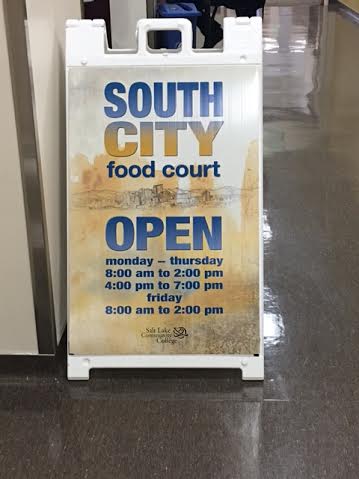 SOUTH
CITY
food court
OPEN
monday – thursday
8:00 am to 2:00 pm
4:00 pm to 7:00 pm
friday
8:00 am to 2:00 pm
Salt Lake
Community
College